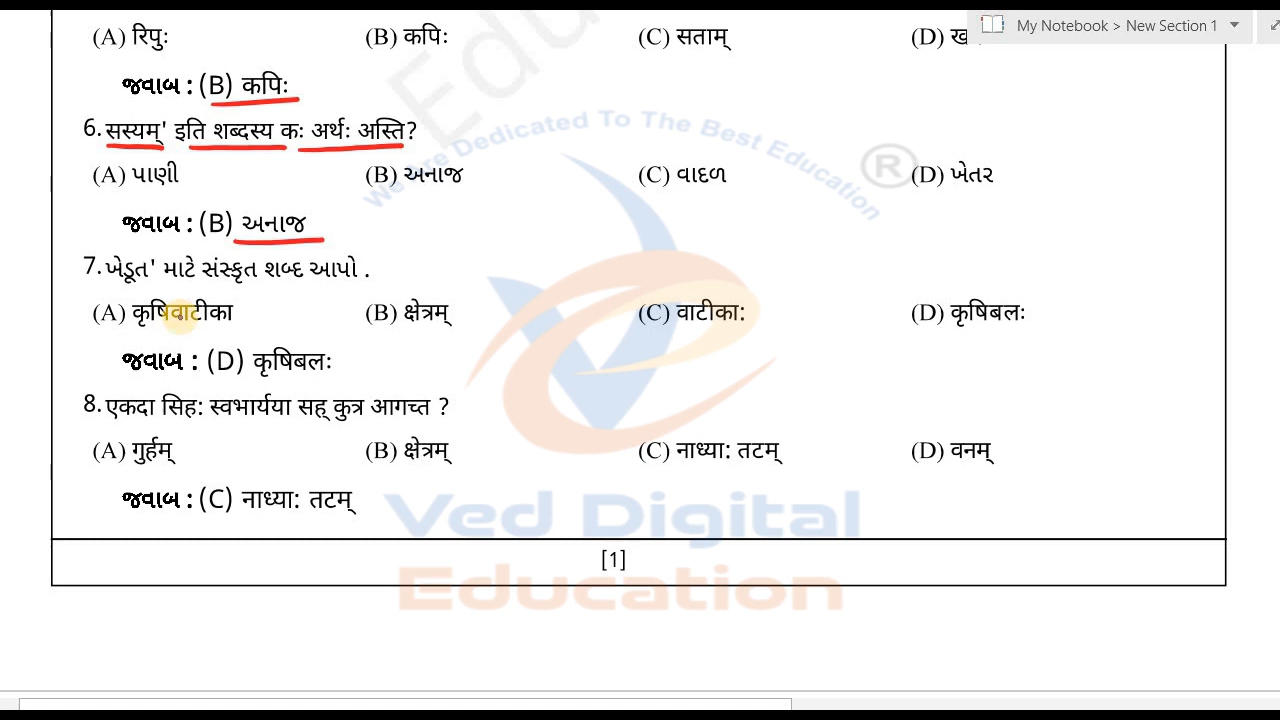 My Notebook > New Section 1
(A) रिपुः (B) कपिः (C) सताम् (D)
જવાબ : (B) कपिः
6. सस्यम्' इति शब्दस्य कः अर्थः अस्ति?
(A) પાણી (B) અનાજ (C) વાદળ (D) ખેતર
જવાબ : (B) અનાજ
7. ખેડૂત' માટે સંસ્કૃત શબ્દ આપો .
(A) कृषिवाटीका (B) क्षेत्रम् (C) वाटीका: (D) कृषिबलः
જવાબ : (D) कृषिबलः
8. एकदा सिह: स्वभार्यया सह् कुत्र आगच्त ?
(A) गुर्हम् (B) क्षेत्रम् (C) नाध्या: तटम् (D) वनम्
જવાબ : (C) नाध्या: तटम्
[1]
We Are Dedicated To The Best Education
®
Ved Digital
Education